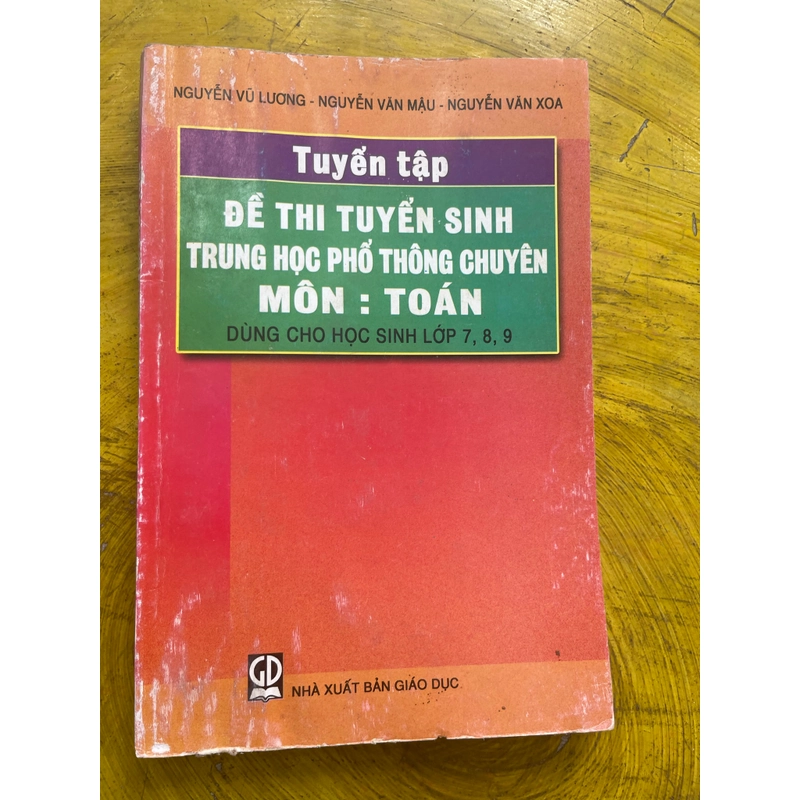 NGUYỄN VŨ LƯƠNG - NGUYỄN VĂN MẬU - NGUYỄN VĂN XOA
Tuyển tập
ĐỀ THI TUYỂN SINH
TRUNG HỌC PHỔ THÔNG CHUYÊN
MÔN : TOÁN
DÙNG CHO HỌC SINH LỚP 7, 8, 9
GD
NHÀ XUẤT BẢN GIÁO DỤC